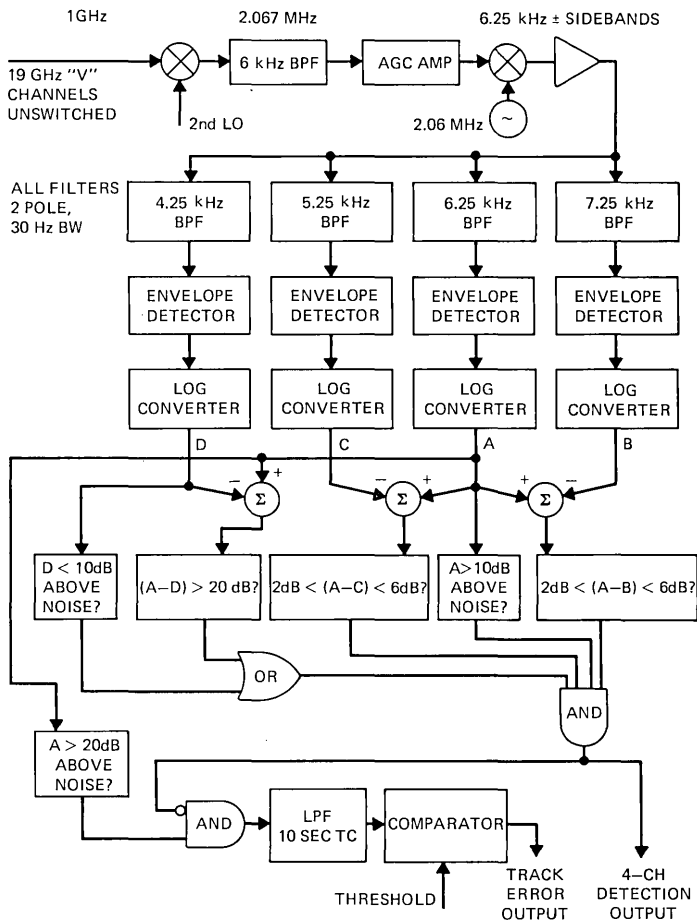 1GHz
2.067 MHz
6.25 kHz ± SIDEBANDS
6 kHz BPF
AGC AMP
19 GHz "V"
CHANNELS
UNSWITCHED
2nd LO
2.06 MHz
~
ALL FILTERS
2 POLE,
30 Hz BW
4.25 kHz
BPF
5.25 kHz
BPF
6.25 kHz
BPF
7.25 kHz
BPF
ENVELOPE
DETECTOR
ENVELOPE
DETECTOR
ENVELOPE
DETECTOR
ENVELOPE
DETECTOR
LOG
CONVERTER
LOG
CONVERTER
LOG
CONVERTER
LOG
CONVERTER
D
C
A
B
− + Σ
− + Σ
+ − Σ
D < 10dB
ABOVE
NOISE?
(A−D) > 20 dB?
2dB < (A−C) < 6dB?
A>10dB
ABOVE
NOISE?
2dB < (A−B) < 6dB?
OR
AND
A > 20dB
ABOVE
NOISE?
AND
LPF
10 SEC TC
COMPARATOR
THRESHOLD
TRACK
ERROR
OUTPUT
4−CH
DETECTION
OUTPUT